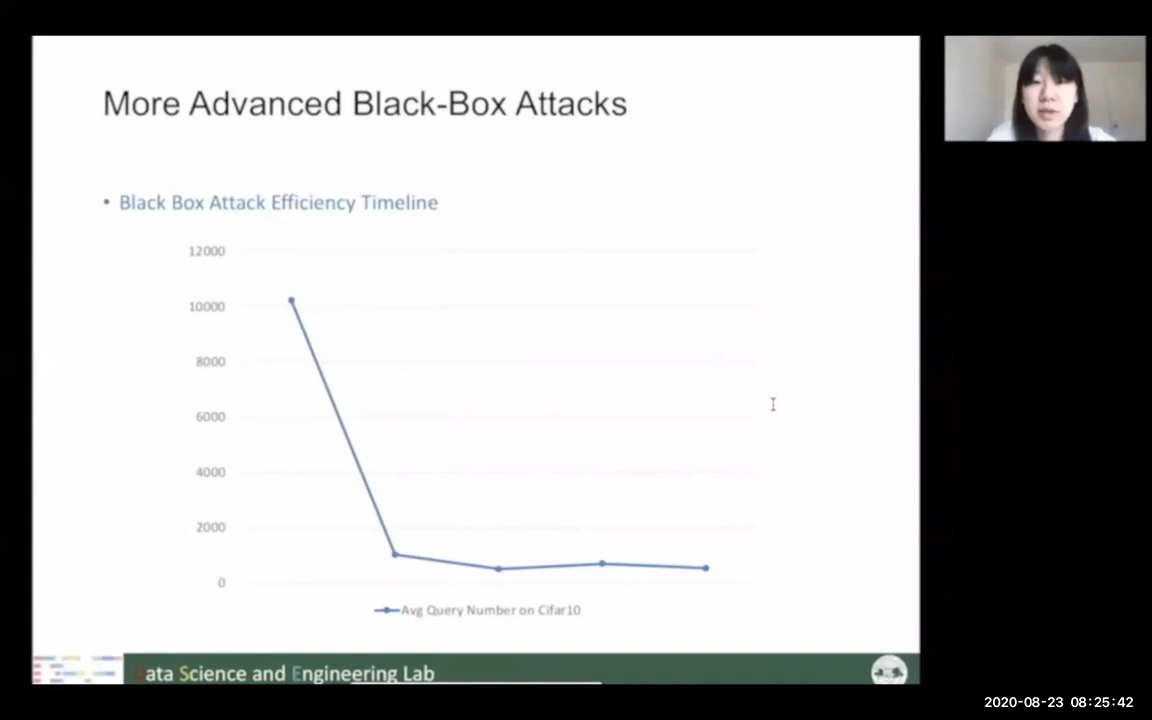 More Advanced Black-Box Attacks
• Black Box Attack Efficiency Timeline
12000
10000
8000
6000
4000
2000
0
Avg Query Number on Cifar10
Data Science and Engineering Lab
2020-08-23 08:25:42